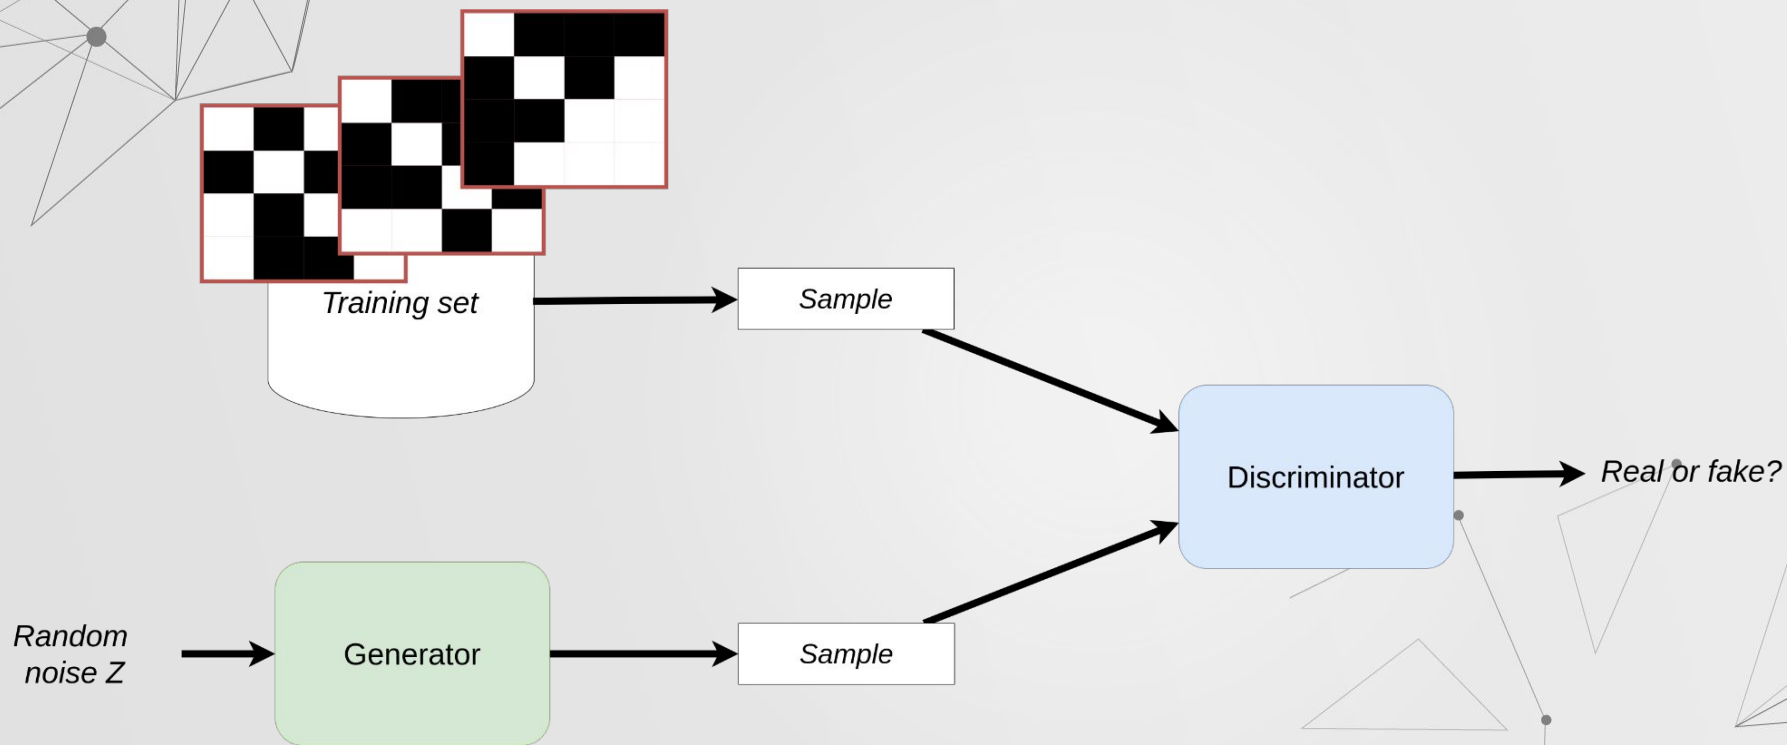 Training set
Sample
Discriminator
Real or fake?
Random
noise Z
Generator
Sample